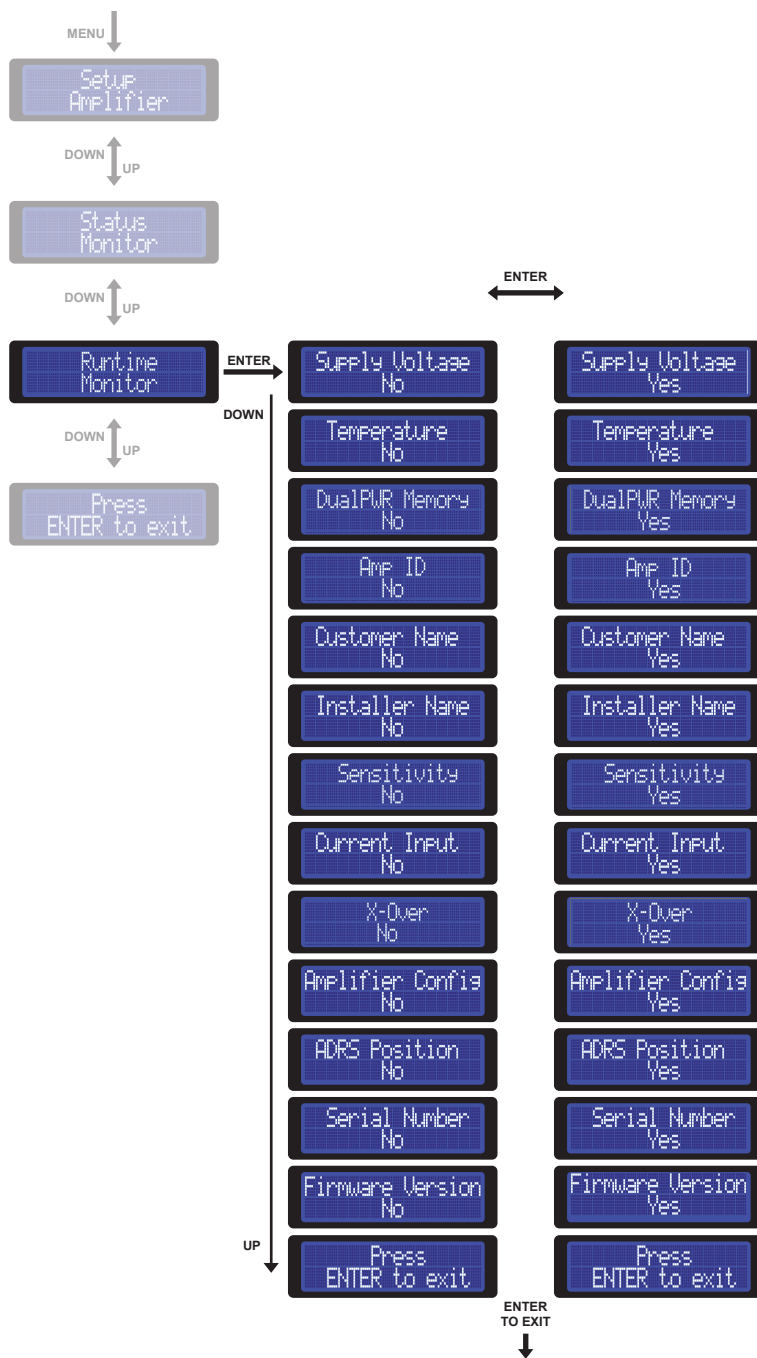 MENU
Setup
Amplifier
DOWN
UP
Status
Monitor
DOWN
UP
ENTER
Runtime
Monitor
ENTER
Supply Voltage
No
Supply Voltage
Yes
DOWN
Temperature
No
Temperature
Yes
DOWN
UP
Press
ENTER to exit
DualPWR Memory
No
DualPWR Memory
Yes
Amp ID
No
Amp ID
Yes
Customer Name
No
Customer Name
Yes
Installer Name
No
Installer Name
Yes
Sensitivity
No
Sensitivity
Yes
Current Input
No
Current Input
Yes
X-Over
No
X-Over
Yes
Amplifier Config
No
Amplifier Config
Yes
ADRS Position
No
ADRS Position
Yes
Serial Number
No
Serial Number
Yes
Firmware Version
No
Firmware Version
Yes
UP
Press
ENTER to exit
Press
ENTER to exit
ENTER
TO EXIT